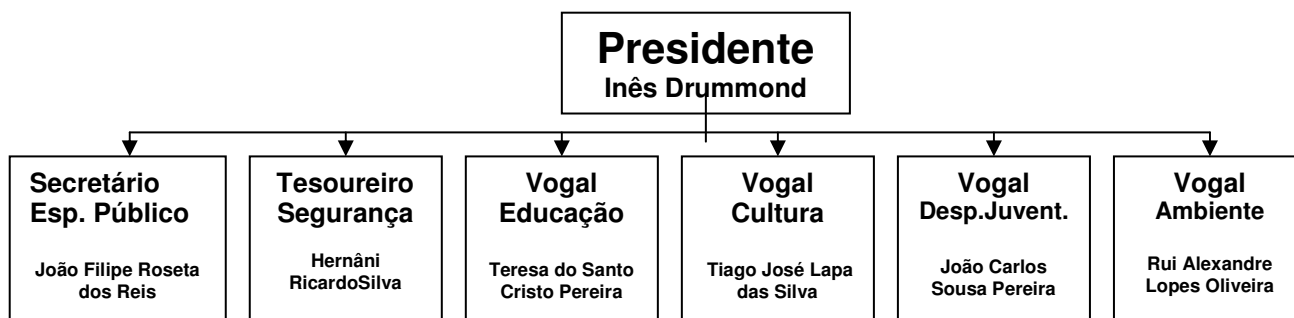 Presidente
Inês Drummond
Secretário
Esp. Público
João Filipe Roseta
dos Reis
Tesoureiro
Segurança
Hernâni
RicardoSilva
Vogal
Educação
Teresa do Santo
Cristo Pereira
Vogal
Cultura
Tiago José Lapa
das Silva
Vogal
Desp.Juvent.
João Carlos
Sousa Pereira
Vogal
Ambiente
Rui Alexandre
Lopes Oliveira